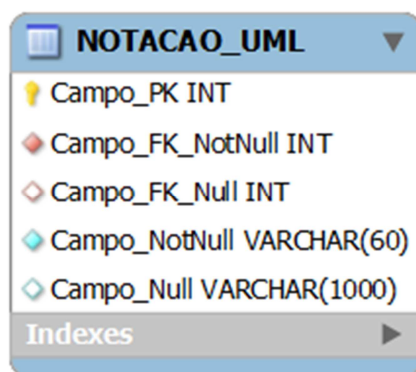 NOTACAO_UML
Campo_PK INT
Campo_FK_NotNull INT
Campo_FK_Null INT
Campo_NotNull VARCHAR(60)
Campo_Null VARCHAR(1000)
Indexes